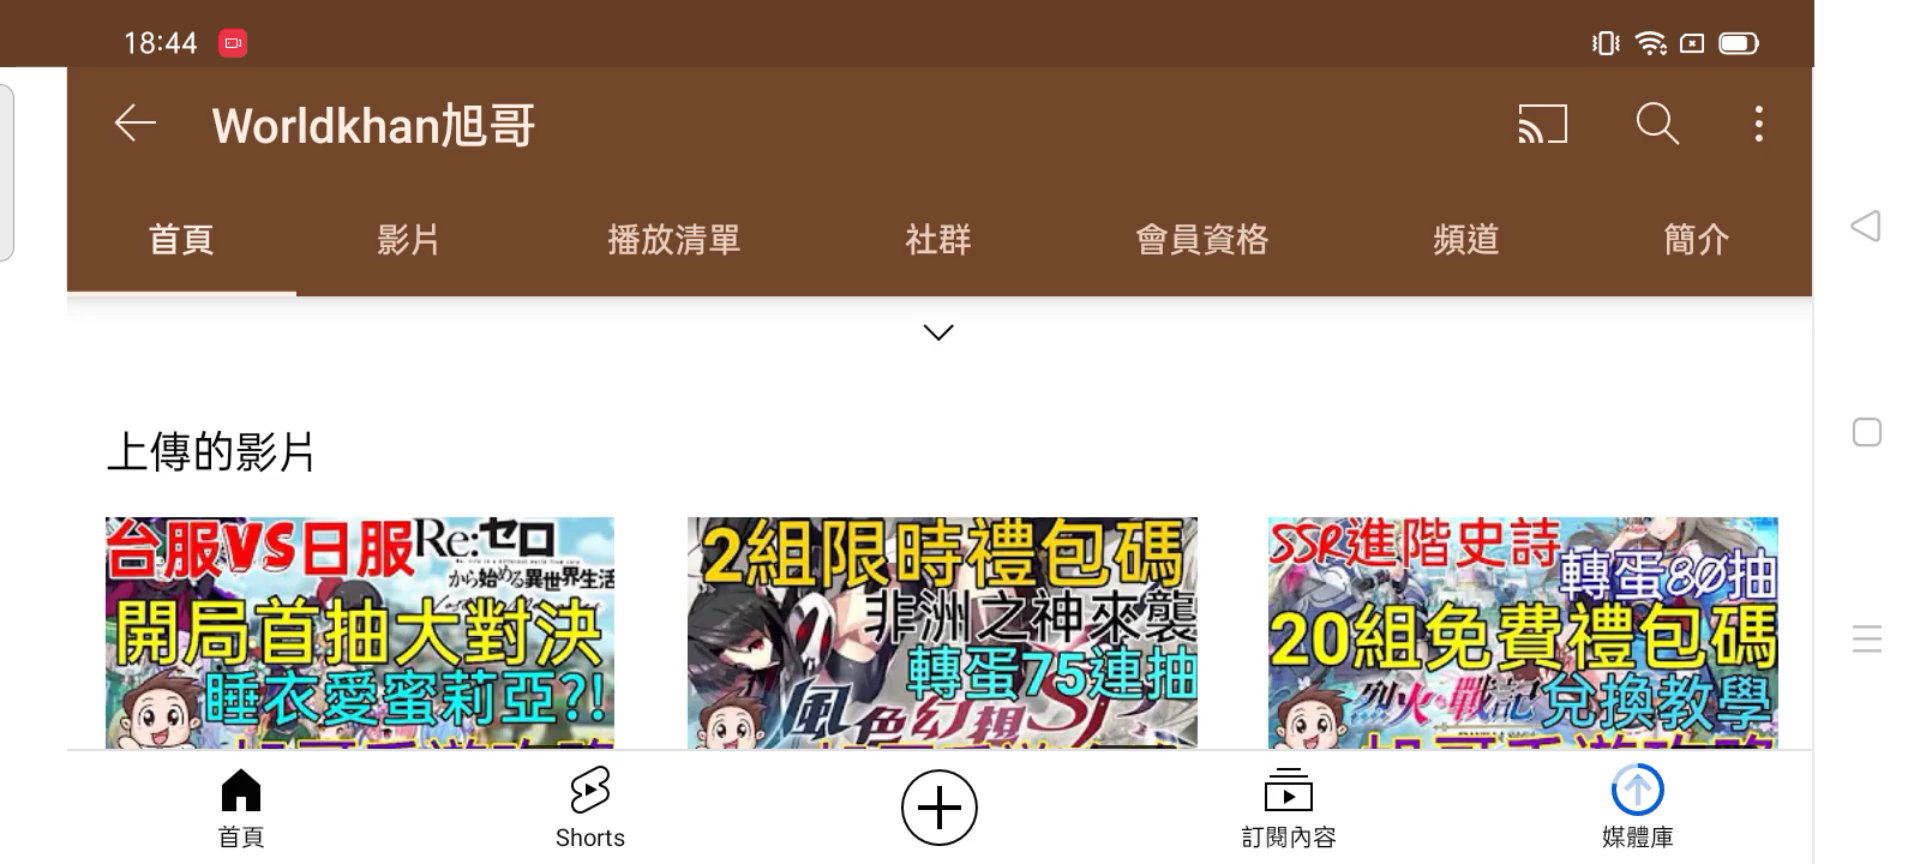 18:44
Worldkhan旭哥
首頁
影片
播放清單
社群
會員資格
頻道
簡介
上傳的影片
台服VS日服
Re:ゼロ
から始める異世界生活
開局首抽大對決
睡衣愛蜜莉亞?!
2組限時禮包碼
非洲之神來襲
轉蛋75連抽
風色幻想SP
SSR進階史詩
轉蛋80抽
20組免費禮包碼
烈火戰記
兌換教學
首頁
Shorts
訂閱內容
媒體庫